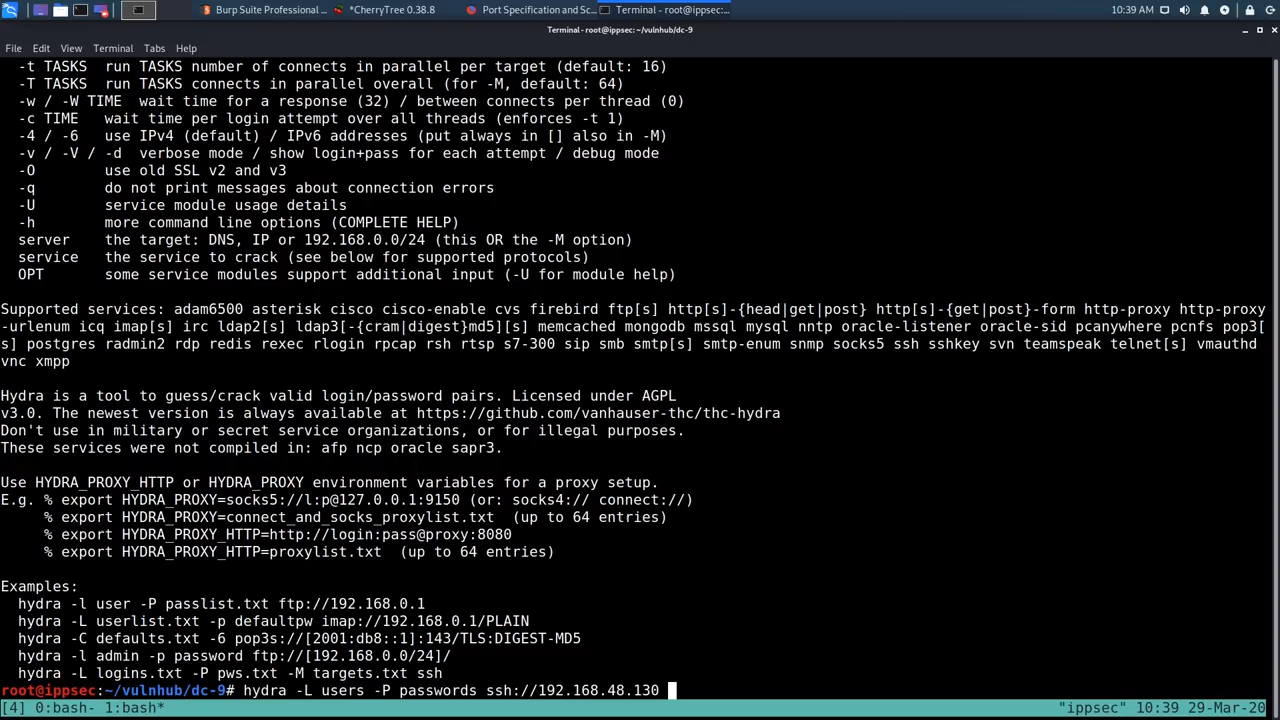 Burp Suite Professional ...
*CherryTree 0.38.8
Port Specification and Sc...
Terminal - root@ippsec:...
10:39 AM
Terminal - root@ippsec: ~/vulnhub/dc-9
File Edit View Terminal Tabs Help
-t TASKS  run TASKS number of connects in parallel per target (default: 16)
-T TASKS  run TASKS connects in parallel overall (for -M, default: 64)
-w / -W TIME  wait time for a response (32) / between connects per thread (0)
-c TIME   wait time per login attempt over all threads (enforces -t 1)
-4 / -6   use IPv4 (default) / IPv6 addresses (put always in [] also in -M)
-v / -V / -d  verbose mode / show login+pass for each attempt / debug mode
-O        use old SSL v2 and v3
-q        do not print messages about connection errors
-U        service module usage details
-h        more command line options (COMPLETE HELP)
server    the target: DNS, IP or 192.168.0.0/24 (this OR the -M option)
service   the service to crack (see below for supported protocols)
OPT       some service modules support additional input (-U for module help)
Supported services: adam6500 asterisk cisco cisco-enable cvs firebird ftp[s] http[s]-{head|get|post} http[s]-{get|post}-form http-proxy http-proxy
-urlenum icq imap[s] irc ldap2[s] ldap3[-{cram|digest}md5][s] memcached mongodb mssql mysql nntp oracle-listener oracle-sid pcanywhere pcnfs pop3[
s] postgres radmin2 rdp redis rexec rlogin rpcap rsh rtsp s7-300 sip smb smtp[s] smtp-enum snmp socks5 ssh sshkey svn teamspeak telnet[s] vmauthd
vnc xmpp
Hydra is a tool to guess/crack valid login/password pairs. Licensed under AGPL
v3.0. The newest version is always available at https://github.com/vanhauser-thc/thc-hydra
Don't use in military or secret service organizations, or for illegal purposes.
These services were not compiled in: afp ncp oracle sapr3.
Use HYDRA_PROXY_HTTP or HYDRA_PROXY environment variables for a proxy setup.
E.g. % export HYDRA_PROXY=socks5://l:p@127.0.0.1:9150 (or: socks4:// connect://)
% export HYDRA_PROXY=connect_and_socks_proxylist.txt  (up to 64 entries)
% export HYDRA_PROXY_HTTP=http://login:pass@proxy:8080
% export HYDRA_PROXY_HTTP=proxylist.txt  (up to 64 entries)
Examples:
hydra -l user -P passlist.txt ftp://192.168.0.1
hydra -L userlist.txt -p defaultpw imap://192.168.0.1/PLAIN
hydra -C defaults.txt -6 pop3s://[2001:db8::1]:143/TLS:DIGEST-MD5
hydra -l admin -p password ftp://[192.168.0.0/24]/
hydra -L logins.txt -P pws.txt -M targets.txt ssh
root@ippsec:~/vulnhub/dc-9# hydra -L users -P passwords ssh://192.168.48.130
[4] 0:bash- 1:bash* "ippsec" 10:39 29-Mar-20